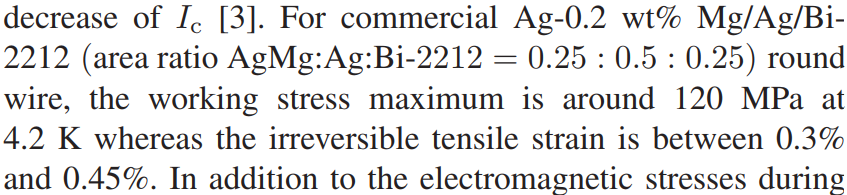 decrease of Ic [3]. For commercial Ag-0.2 wt% Mg/Ag/Bi-
2212 (area ratio AgMg:Ag:Bi-2212 = 0.25 : 0.5 : 0.25) round
wire, the working stress maximum is around 120 MPa at
4.2 K whereas the irreversible tensile strain is between 0.3%
and 0.45%. In addition to the electromagnetic stresses during